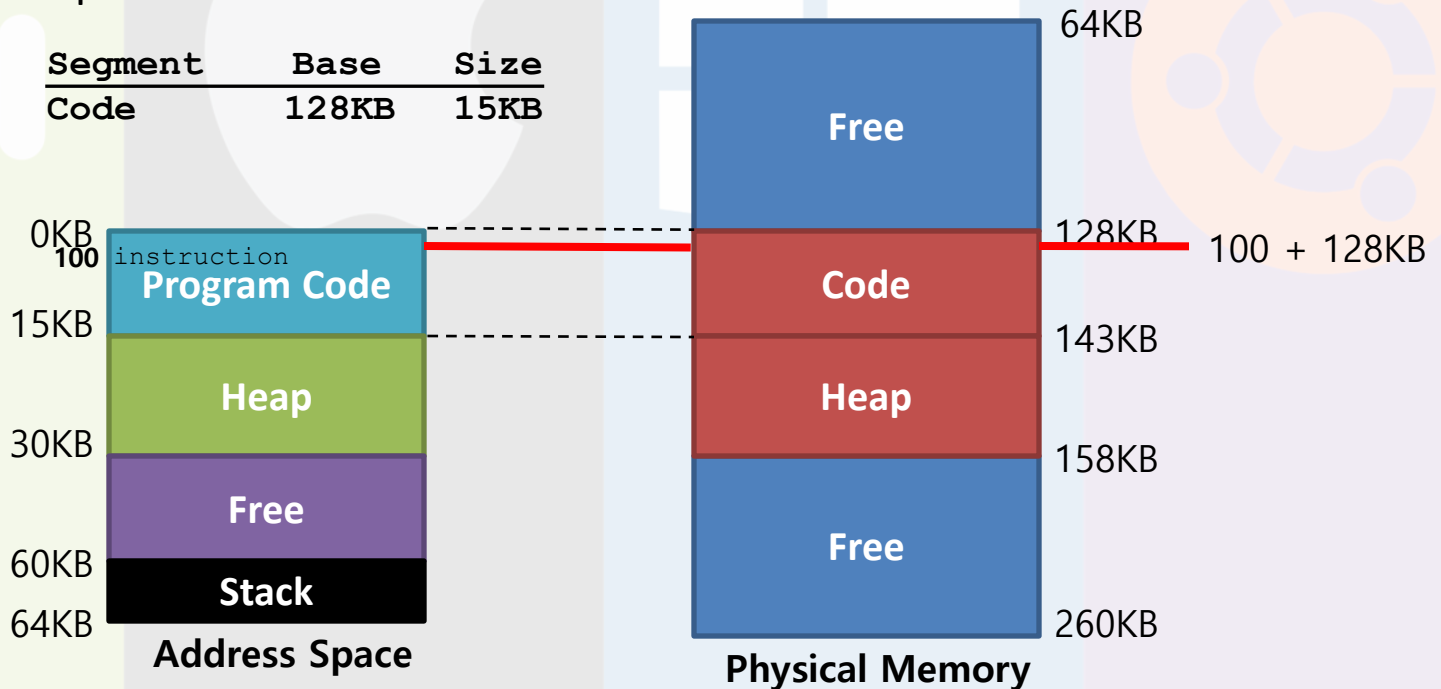 Segment Base Size
Code 128KB 15KB
0KB
100 instruction
Program Code
15KB
Heap
30KB
Free
60KB
Stack
64KB
Address Space
64KB
Free
128KB
100 + 128KB
Code
143KB
Heap
158KB
Free
260KB
Physical Memory